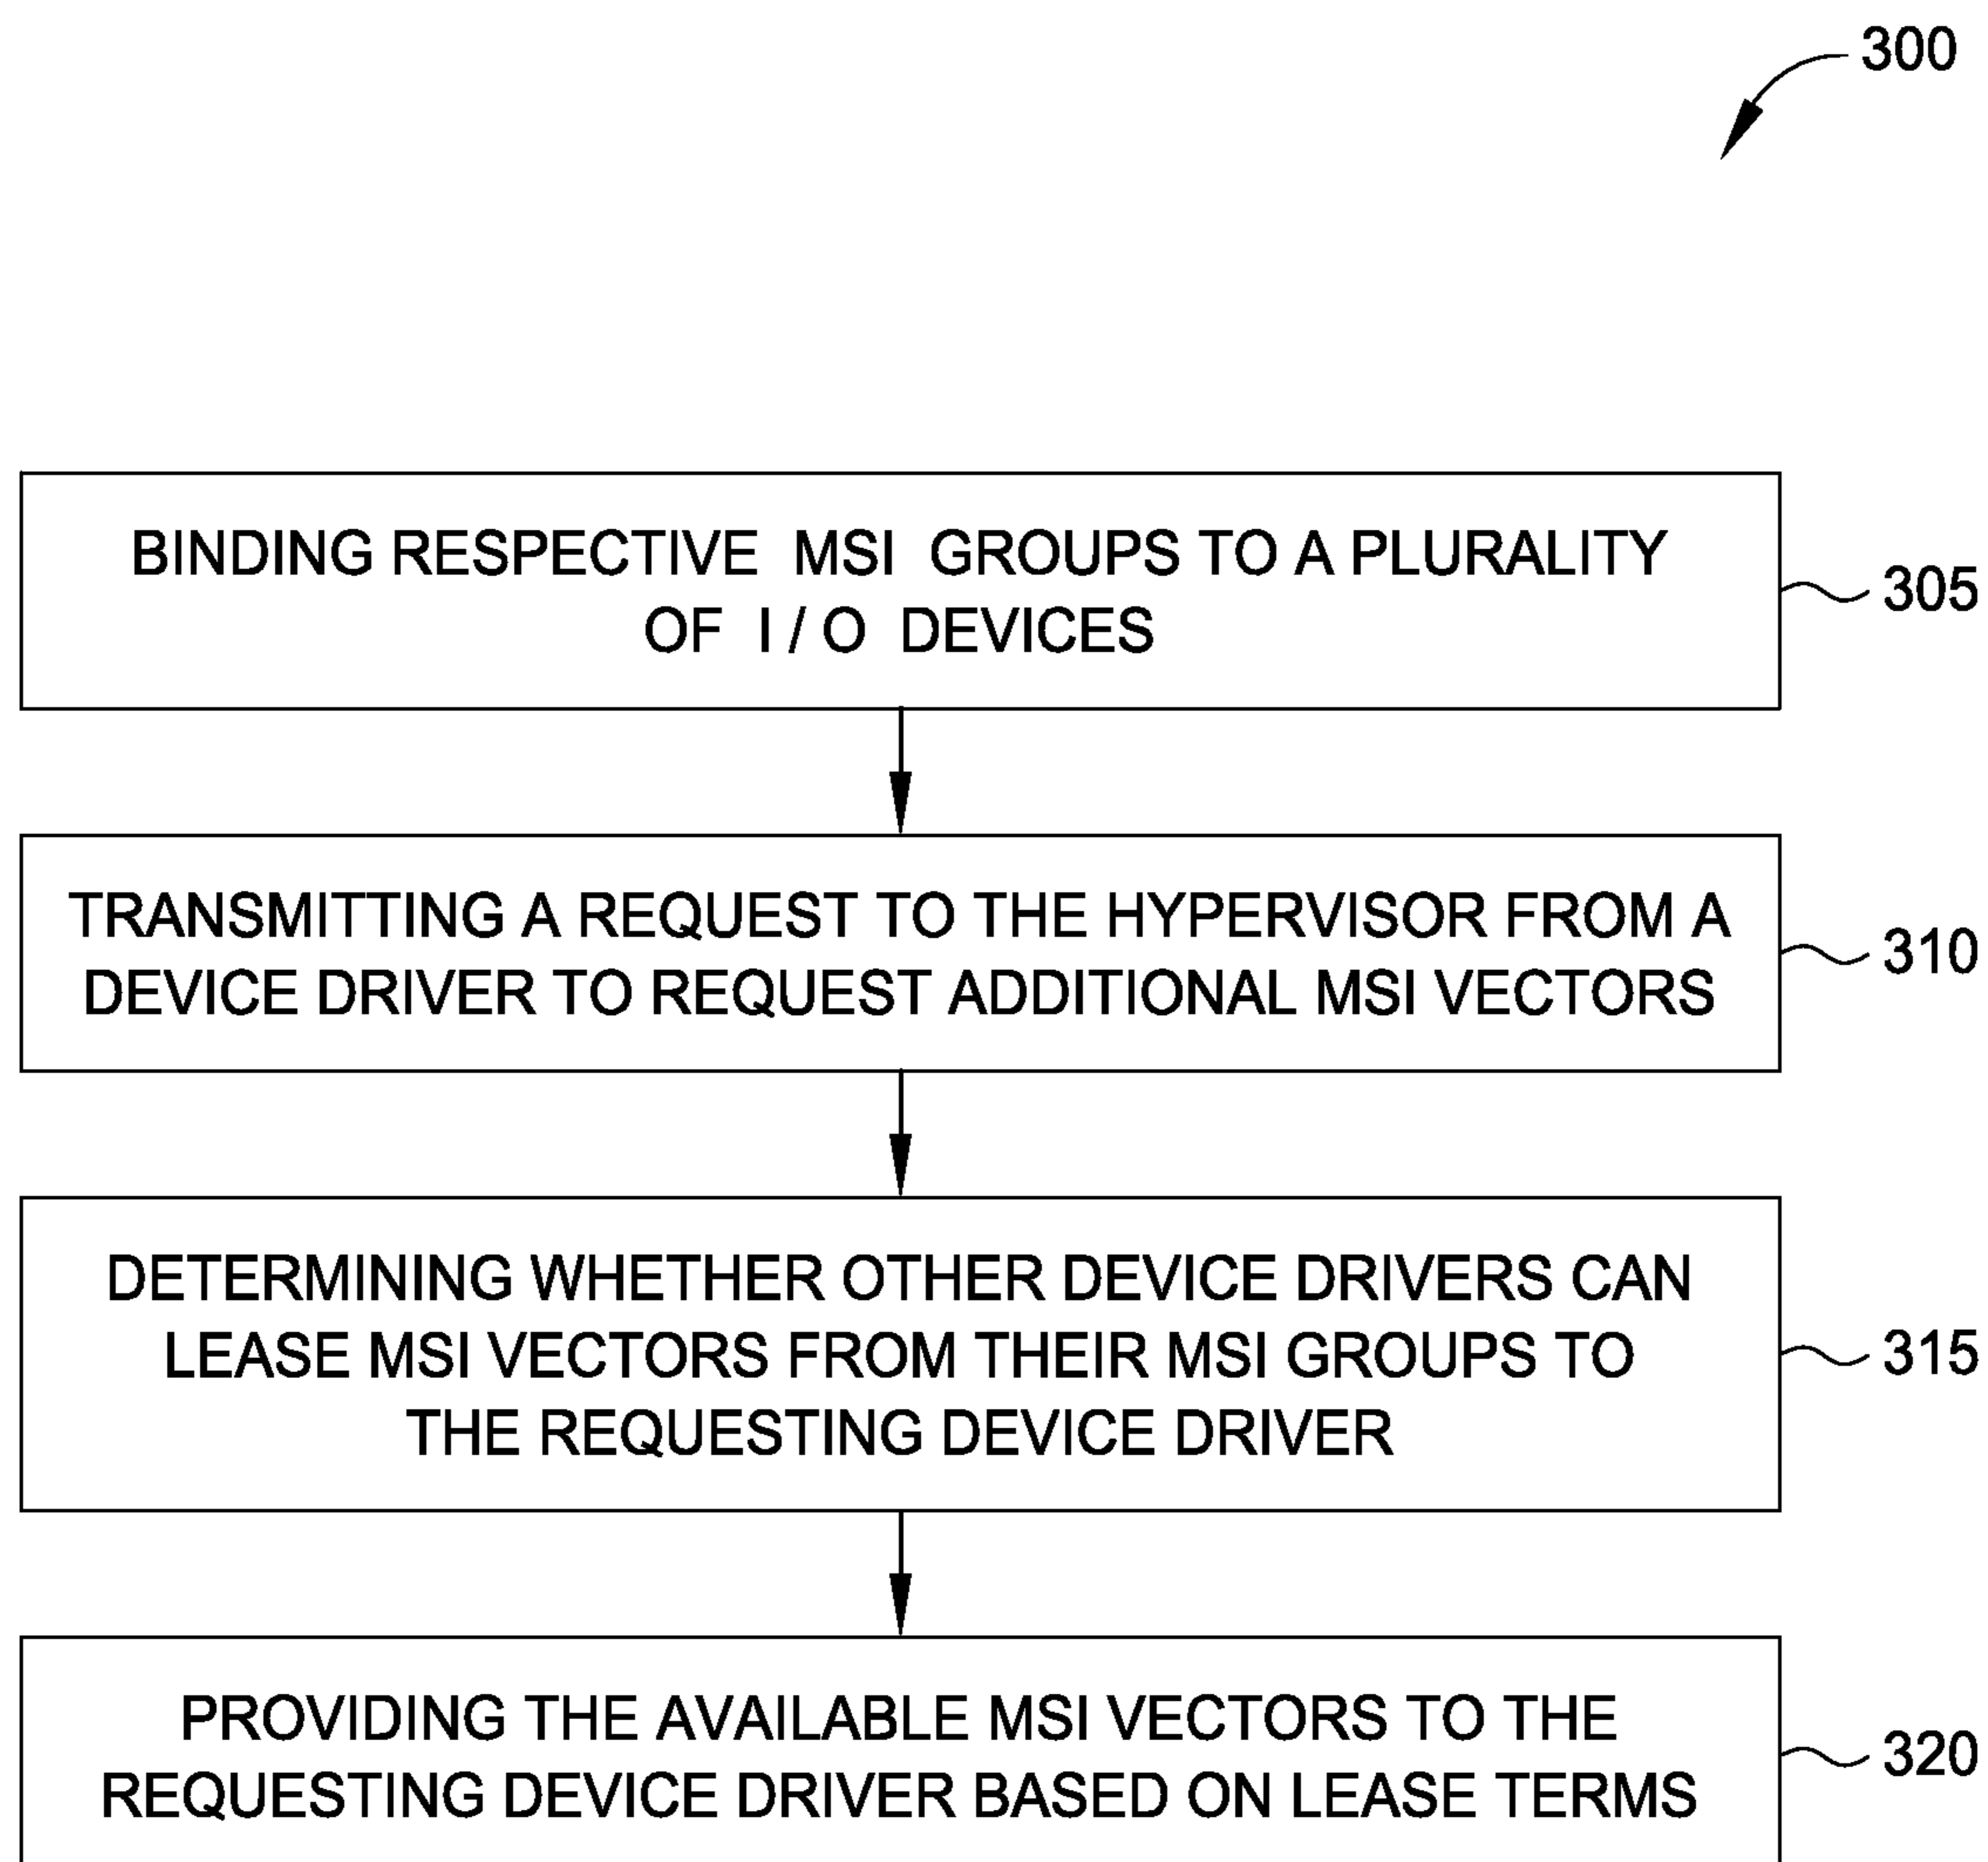 300
BINDING RESPECTIVE MSI GROUPS TO A PLURALITY
OF I / O DEVICES
305
TRANSMITTING A REQUEST TO THE HYPERVISOR FROM A
DEVICE DRIVER TO REQUEST ADDITIONAL MSI VECTORS
310
DETERMINING WHETHER OTHER DEVICE DRIVERS CAN
LEASE MSI VECTORS FROM THEIR MSI GROUPS TO
THE REQUESTING DEVICE DRIVER
315
PROVIDING THE AVAILABLE MSI VECTORS TO THE
REQUESTING DEVICE DRIVER BASED ON LEASE TERMS
320